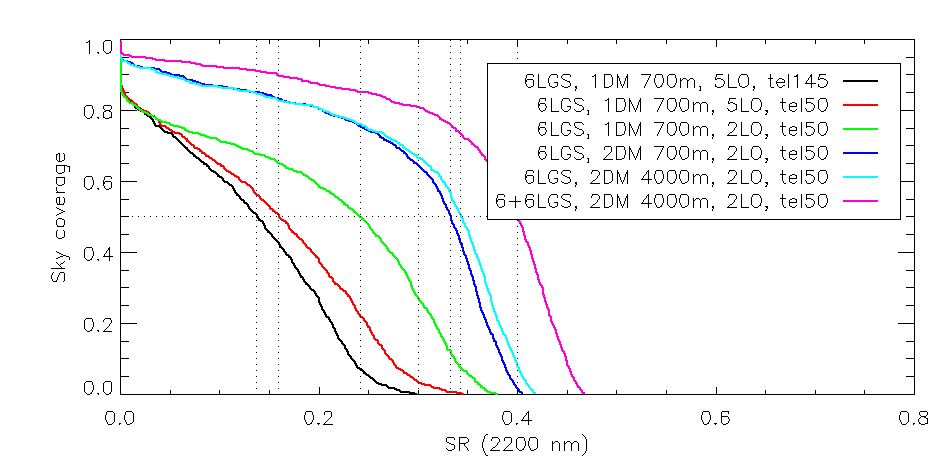 1.0
0.8
0.6
0.4
0.2
0.0
Sky coverage
6LGS, 1DM 700m, 5LO, tel145
6LGS, 1DM 700m, 5LO, tel50
6LGS, 1DM 700m, 2LO, tel50
6LGS, 2DM 700m, 2LO, tel50
6LGS, 2DM 4000m, 2LO, tel50
6+6LGS, 2DM 4000m, 2LO, tel50
0.0 0.2 0.4 0.6 0.8
SR (2200 nm)